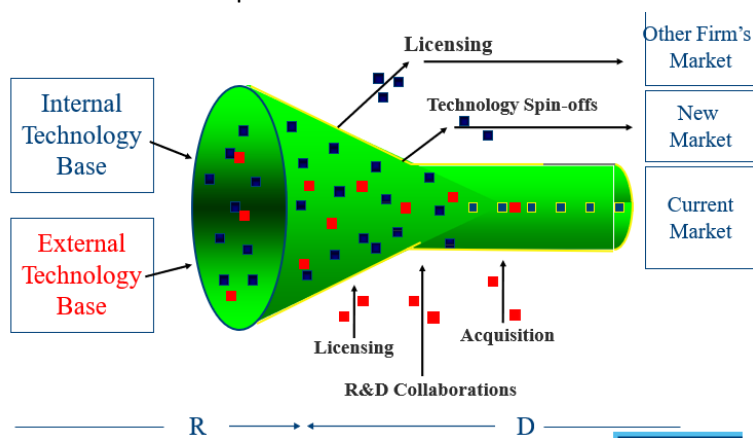 Licensing
Other Firm's
Market
Internal
Technology
Base
Technology Spin-offs
New
Market
External
Technology
Base
Current
Market
Licensing
Acquisition
R&D Collaborations
R
D